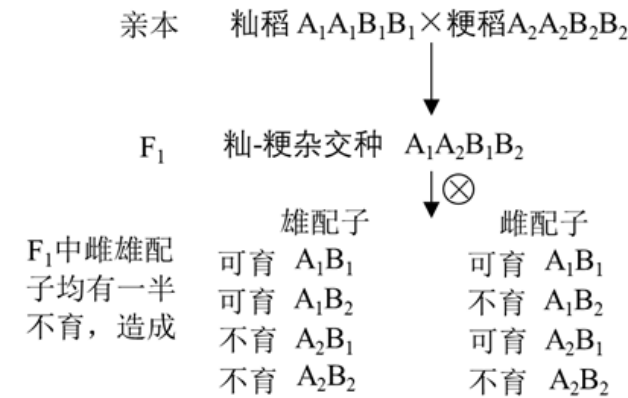 亲本 籼稻 A₁A₁B₁B₁×粳稻A₂A₂B₂B₂
F₁ 籼-粳杂交种 A₁A₂B₁B₂
⊗
雄配子 雌配子
F₁中雌雄配
子均有一半
不育，造成
可育 A₁B₁ 可育 A₁B₁
可育 A₁B₂ 不育 A₁B₂
不育 A₂B₁ 可育 A₂B₁
不育 A₂B₂ 不育 A₂B₂